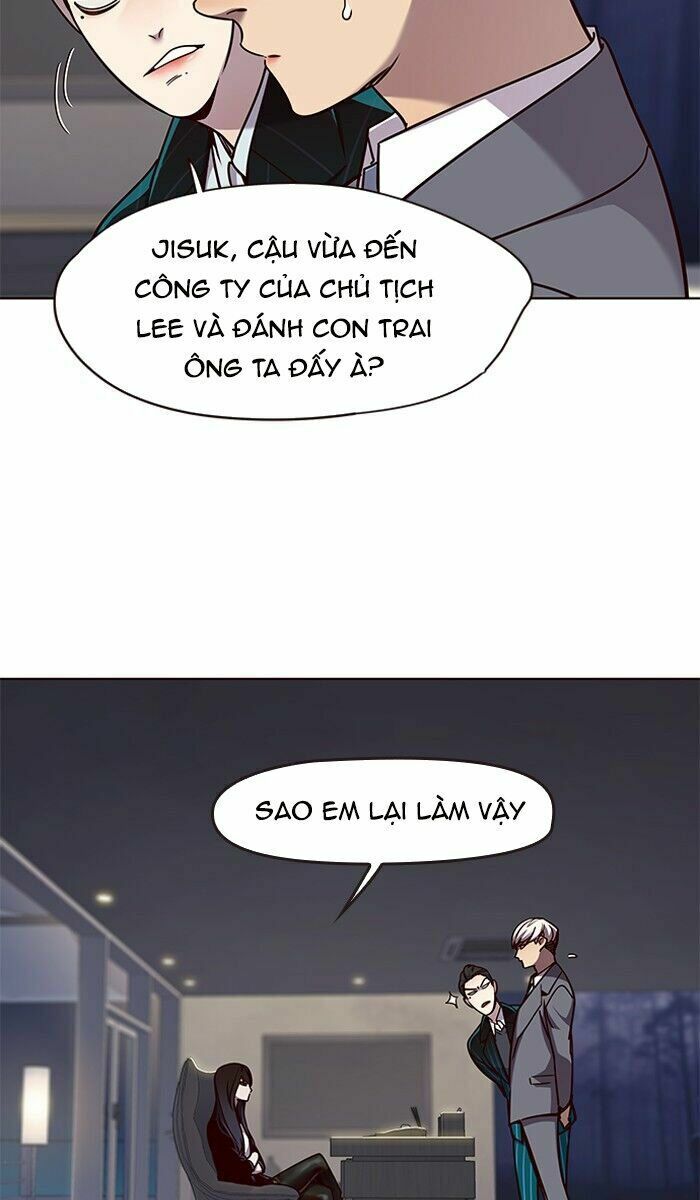 JISUK, CẬU VỪA ĐẾN
CÔNG TY CỦA CHỦ TỊCH
LEE VÀ ĐÁNH CON TRAI
ÔNG TA ĐẤY À?
SAO EM LẠI LÀM VẬY